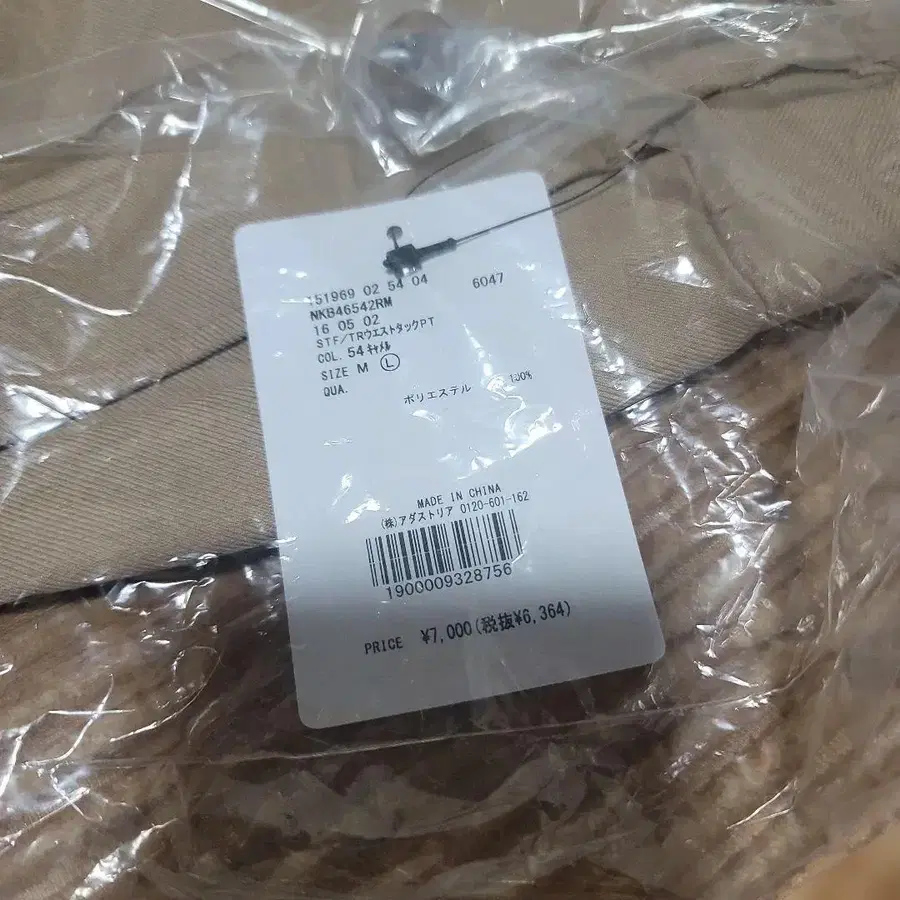 151969 02 54 04 6047
NKB46542RM
16 05 02
STF/TRウエストタックPT
COL. 54 ｷｬﾒﾙ
SIZE M Ⓛ
QUA.
ポリエステル 100%
MADE IN CHINA
(株)アダストリア 0120-601-162
1900009328756
PRICE ¥7,000(税抜¥6,364)